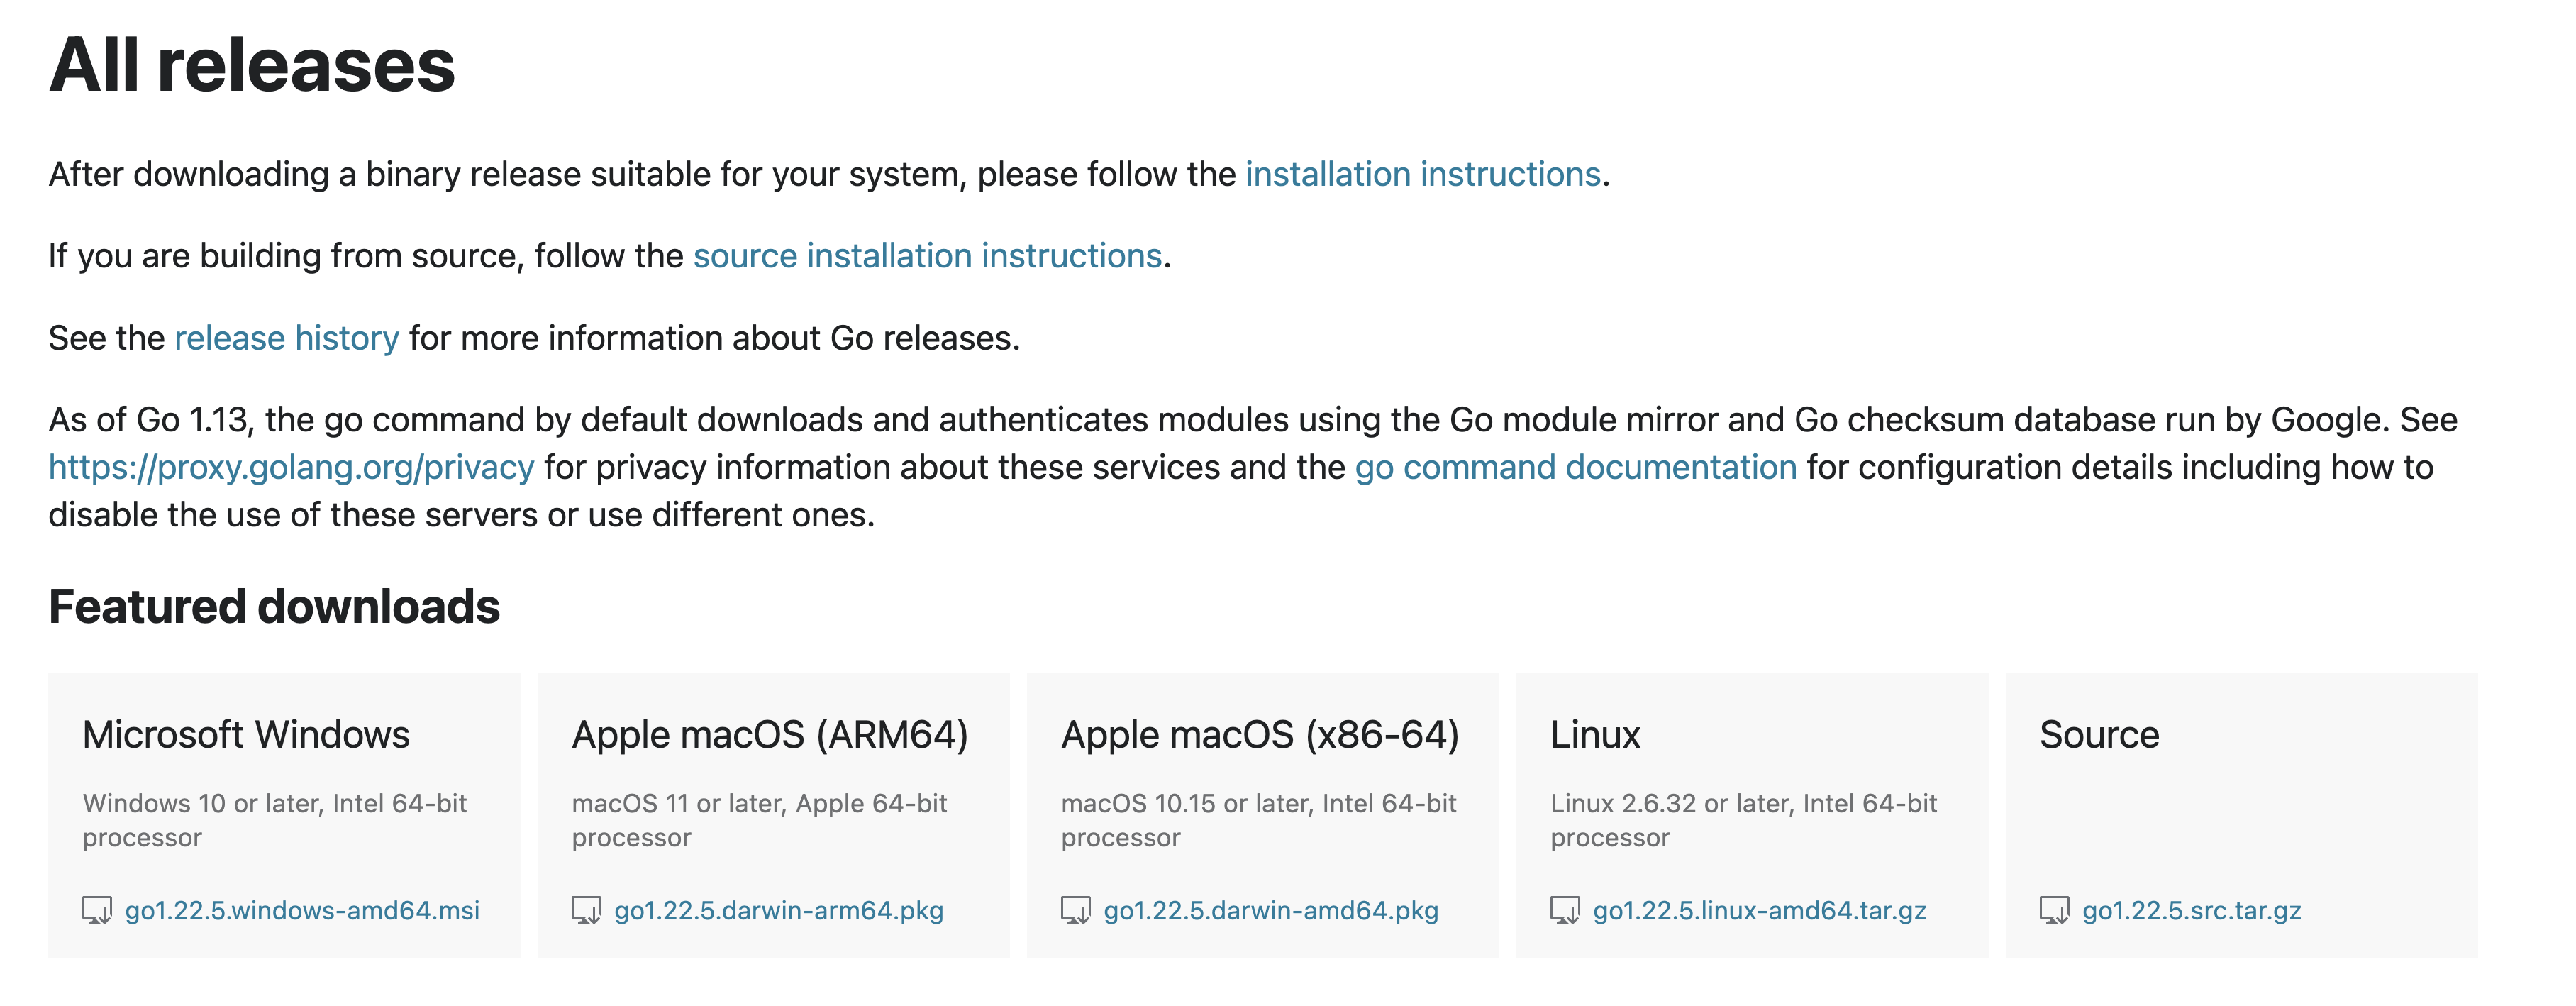 All releases
After downloading a binary release suitable for your system, please follow the installation instructions.
If you are building from source, follow the source installation instructions.
See the release history for more information about Go releases.
As of Go 1.13, the go command by default downloads and authenticates modules using the Go module mirror and Go checksum database run by Google. See
https://proxy.golang.org/privacy for privacy information about these services and the go command documentation for configuration details including how to
disable the use of these servers or use different ones.
Featured downloads
Microsoft Windows
Windows 10 or later, Intel 64-bit
processor
go1.22.5.windows-amd64.msi
Apple macOS (ARM64)
macOS 11 or later, Apple 64-bit
processor
go1.22.5.darwin-arm64.pkg
Apple macOS (x86-64)
macOS 10.15 or later, Intel 64-bit
processor
go1.22.5.darwin-amd64.pkg
Linux
Linux 2.6.32 or later, Intel 64-bit
processor
go1.22.5.linux-amd64.tar.gz
Source
go1.22.5.src.tar.gz